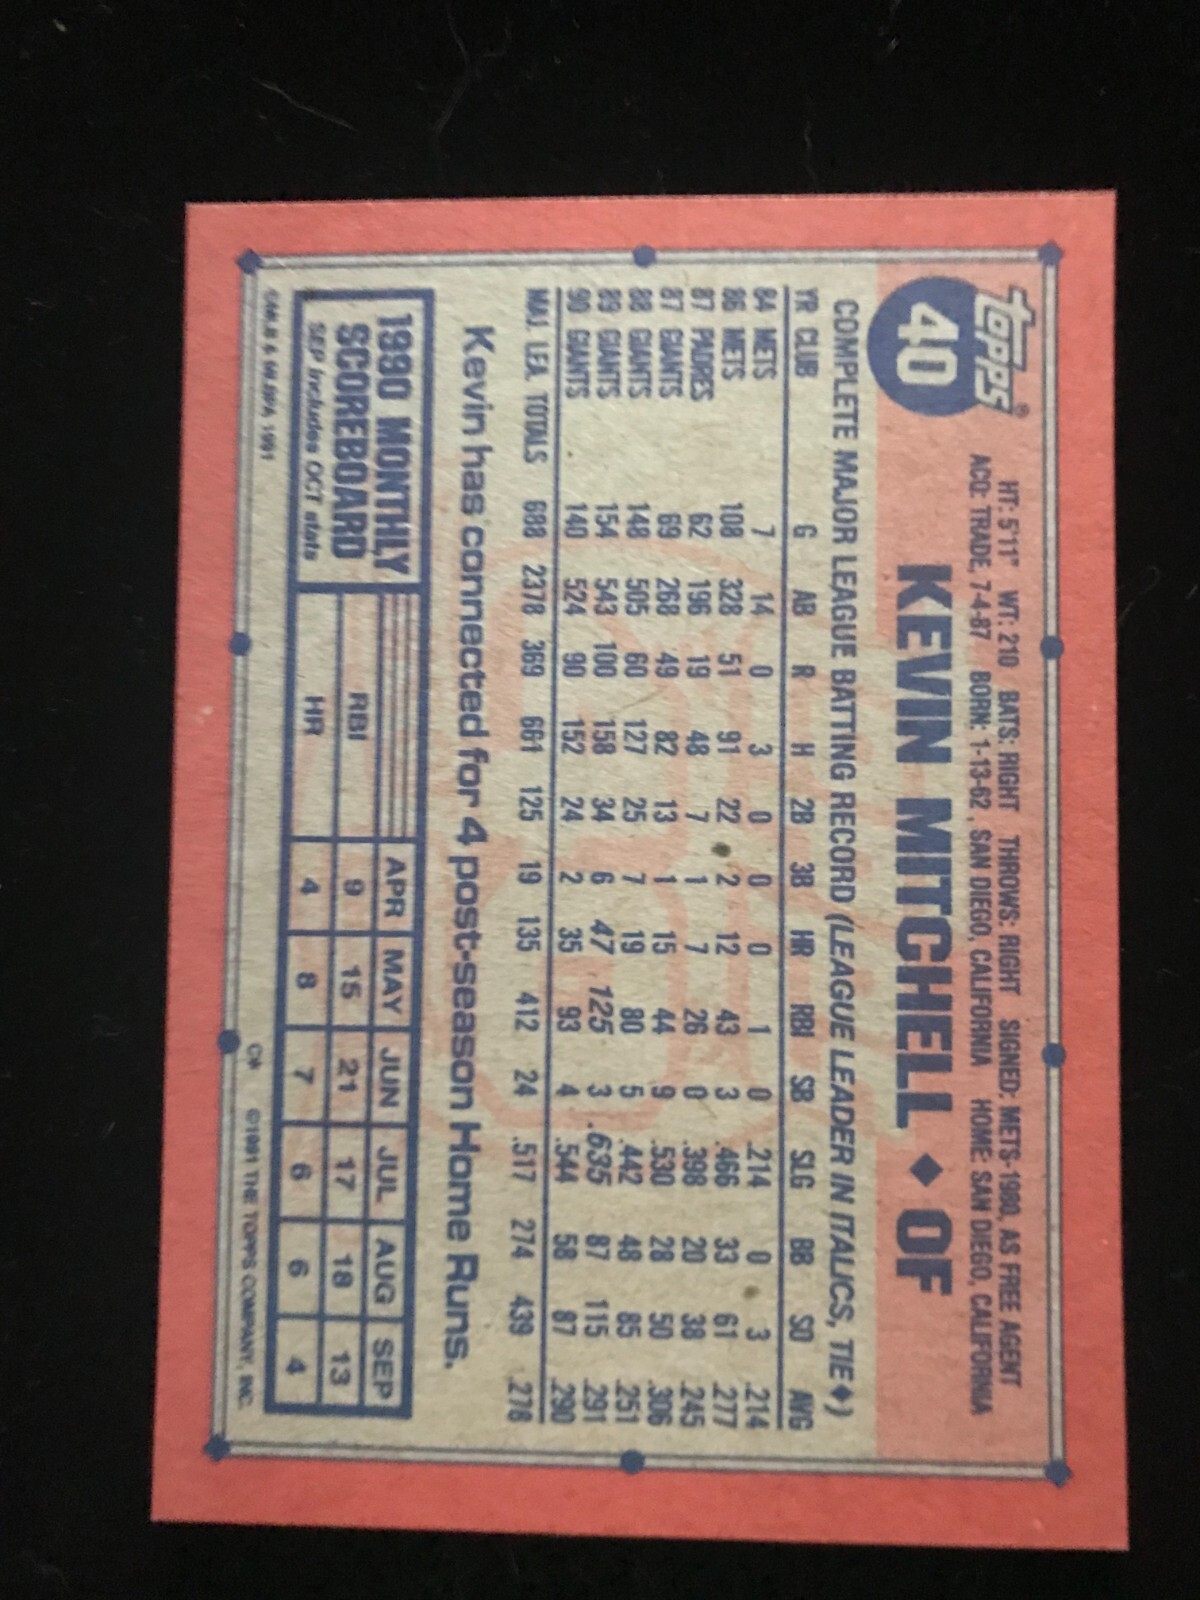 Topps®
40
HT: 5'11" WT: 210 BATS: RIGHT THROWS: RIGHT SIGNED: METS-1980, AS FREE AGENT
ACQ: TRADE, 7-4-87 BORN: 1-13-62, SAN DIEGO, CALIFORNIA HOME: SAN DIEGO, CALIFORNIA
KEVIN MITCHELL ♦ OF
COMPLETE MAJOR LEAGUE BATTING RECORD (LEAGUE LEADER IN ITALICS, TIE♦)
YR CLUB G AB R H 2B 3B HR RBI SB SLG BB SO AVG
84 METS 7 14 0 3 0 0 0 1 0 .214 0 3 .214
86 METS 108 328 51 91 22 2 12 43 3 .466 33 61 .277
87 PADRES 62 196 19 48 7 1 7 26 0 .398 20 38 .245
87 GIANTS 69 268 49 82 13 1 15 44 9 .530 28 50 .306
88 GIANTS 148 505 60 127 25 7 19 80 5 .442 48 85 .251
89 GIANTS 154 543 100 158 34 6 47 125 3 .635 87 115 .291
90 GIANTS 140 524 90 152 24 2 35 93 4 .544 58 87 .290
MAJ. LEA. TOTALS 688 2378 369 661 125 19 135 412 24 .517 274 439 .278
Kevin has connected for 4 post-season Home Runs.
1990 MONTHLY
SCOREBOARD
SEP includes OCT stats
APR MAY JUN JUL AUG SEP
RBI 9 15 21 17 18 13
HR 4 8 7 6 6 4
©MLB & MLBPA 1991
C* ©1991 THE TOPPS COMPANY, INC.